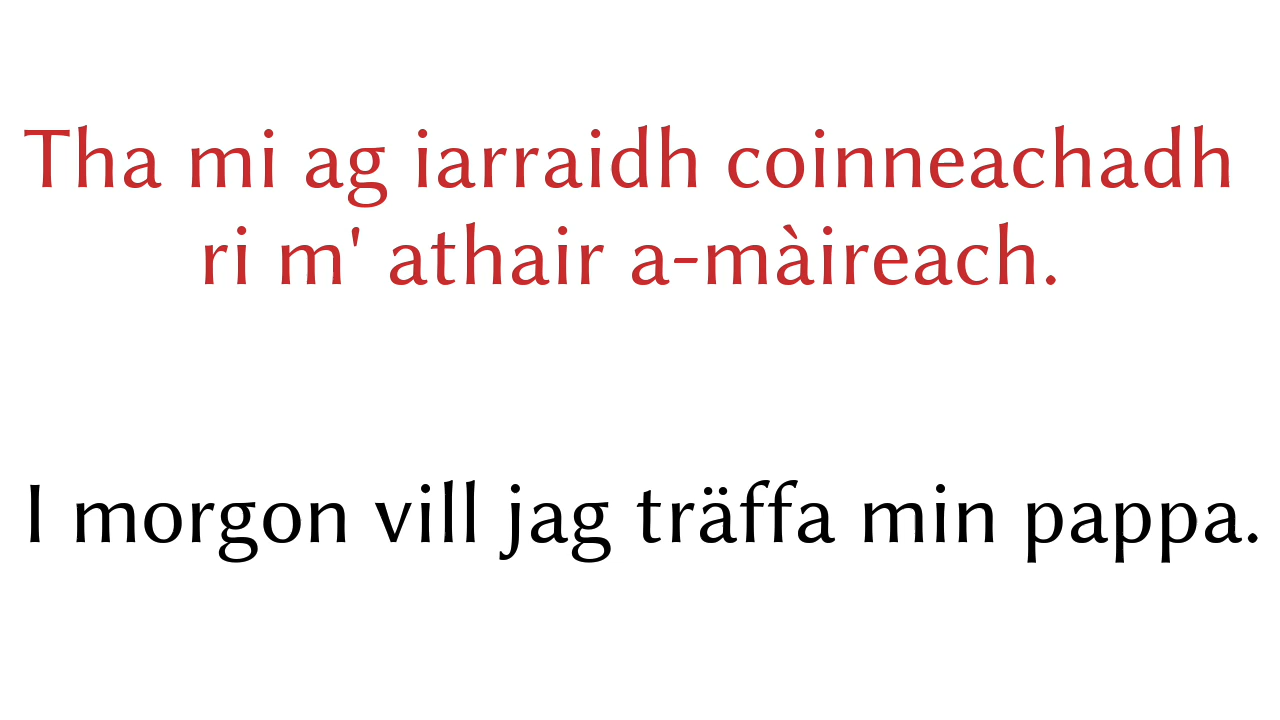 Tha mi ag iarraidh coinneachadh
ri m' athair a-màireach.
I morgon vill jag träffa min pappa.